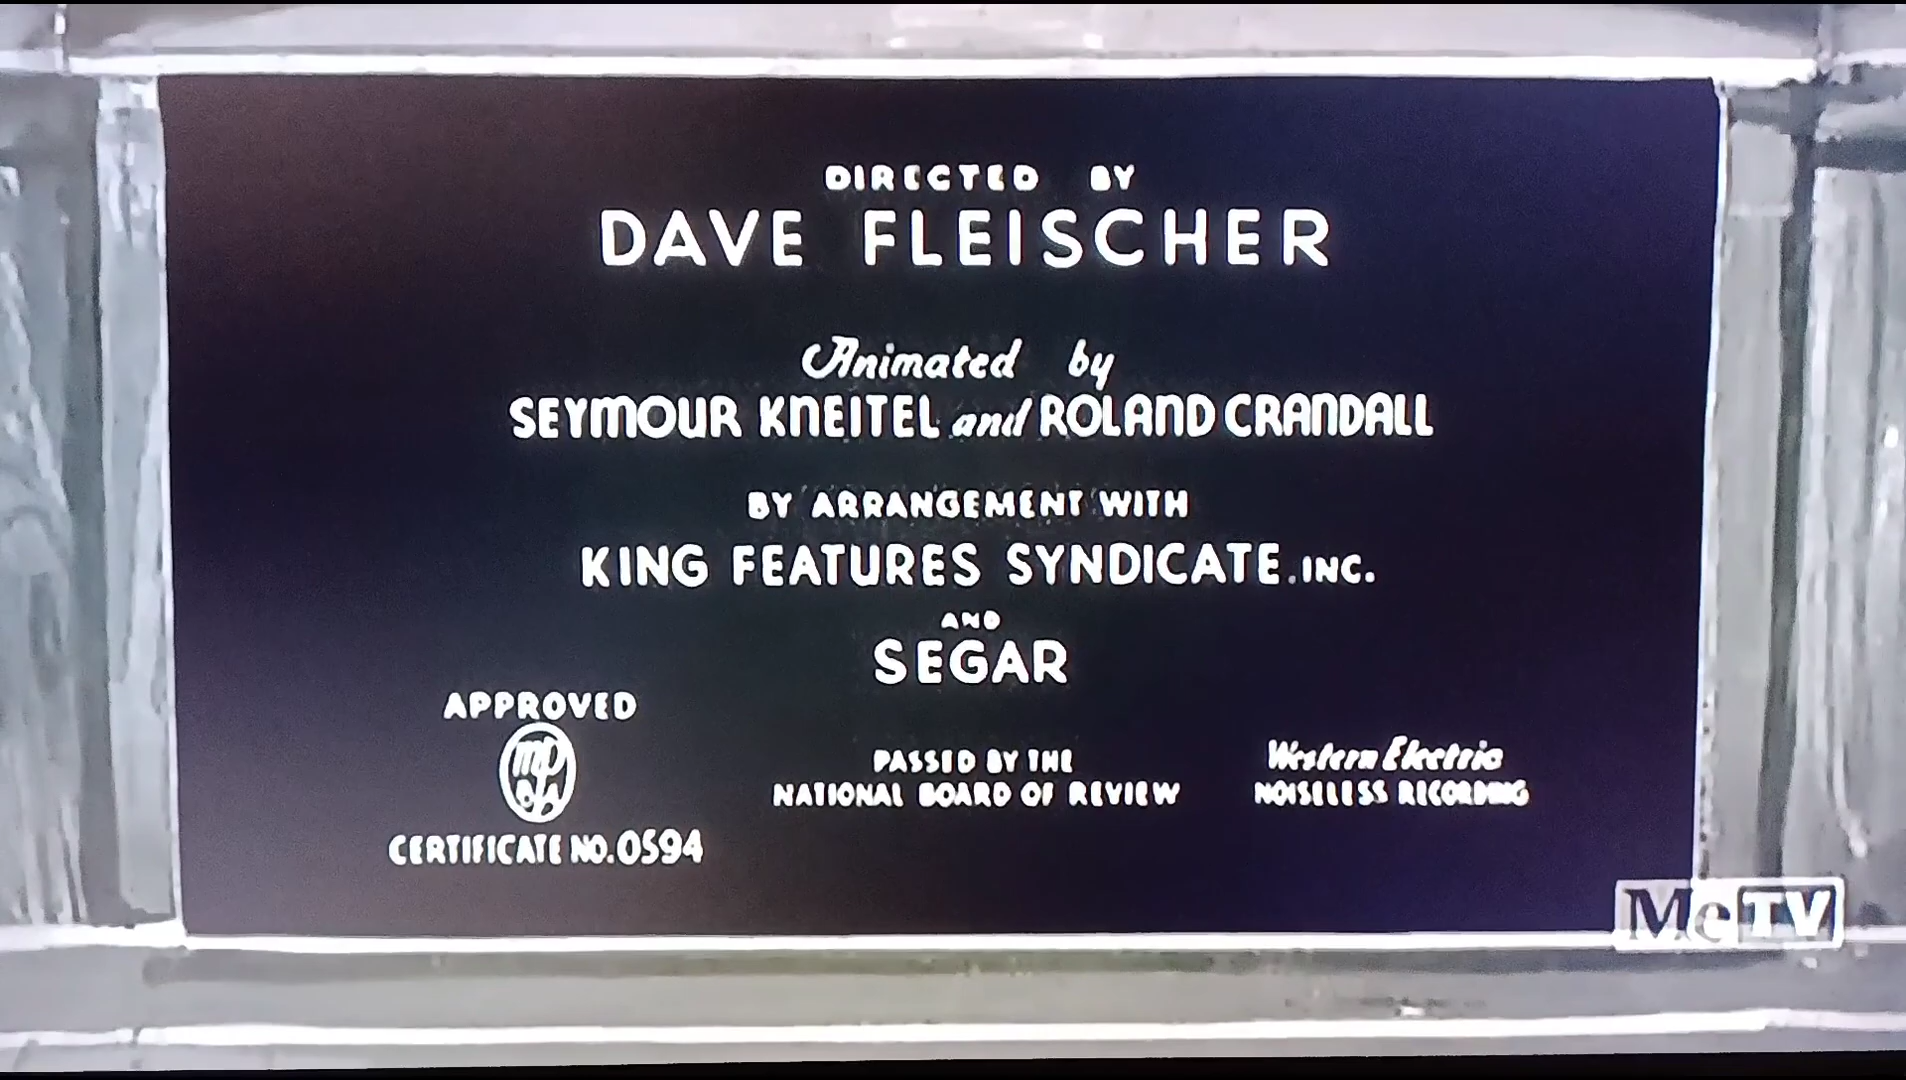 DIRECTED BY
DAVE FLEISCHER
Animated by
SEYMOUR KNEITEL and ROLAND CRANDALL
BY ARRANGEMENT WITH
KING FEATURES SYNDICATE. INC.
AND
SEGAR
APPROVED
MPPDA
CERTIFICATE NO. 0594
PASSED BY THE
NATIONAL BOARD OF REVIEW
Western Electric
NOISELESS RECORDING
MeTV